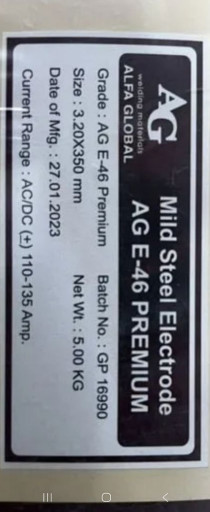 AG
welding materials
ALFA GLOBAL
Mild Steel Electrode
AG E-46 PREMIUM
Grade : AG E-46 Premium Batch No. : GP 16990
Size : 3.20X350 mm Net Wt. : 5.00 KG
Date of Mfg. : 27.01.2023
Current Range : AC/DC (+) 110-135 Amp.